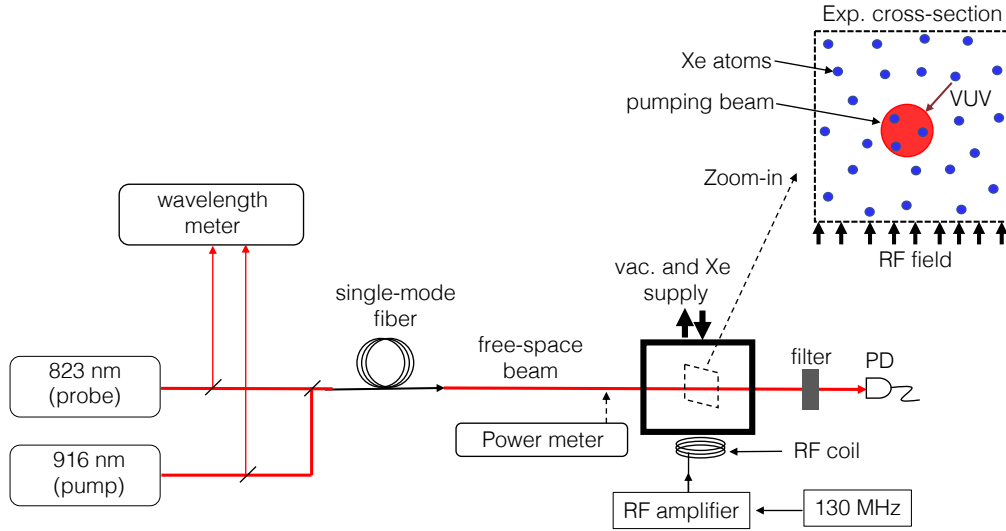 Exp. cross-section
Xe atoms
pumping beam
VUV
Zoom-in
RF field
wavelength
meter
vac. and Xe
supply
single-mode
fiber
free-space
beam
filter
PD
823 nm
(probe)
Power meter
916 nm
(pump)
RF coil
RF amplifier
130 MHz